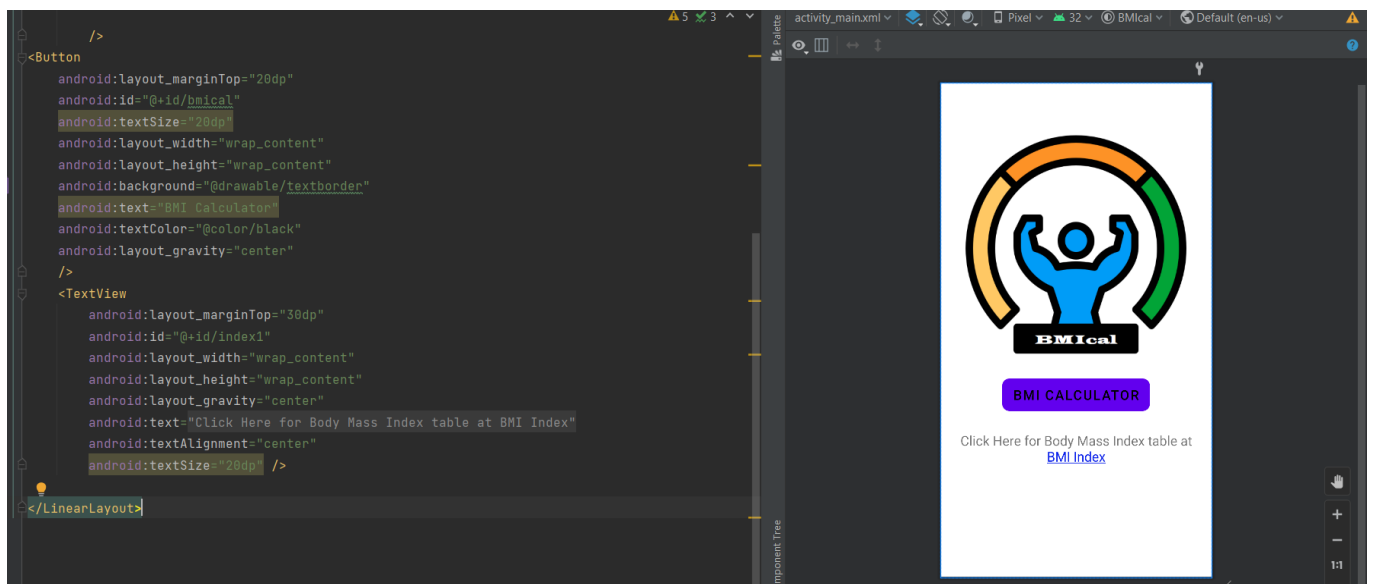 5 3
/>
<Button
android:layout_marginTop="20dp"
android:id="@+id/bmical"
android:textSize="20dp"
android:layout_width="wrap_content"
android:layout_height="wrap_content"
android:background="@drawable/textborder"
android:text="BMI Calculator"
android:textColor="@color/black"
android:layout_gravity="center"
/>
<TextView
android:layout_marginTop="30dp"
android:id="@+id/index1"
android:layout_width="wrap_content"
android:layout_height="wrap_content"
android:layout_gravity="center"
android:text="Click Here for Body Mass Index table at BMI Index"
android:textAlignment="center"
android:textSize="20dp" />
</LinearLayout>
Palette
activity_main.xml Pixel 32 BMIcal Default (en-us)
BMIcal
BMI CALCULATOR
Click Here for Body Mass Index table at
BMI Index
mponent Tree
+
−
1:1